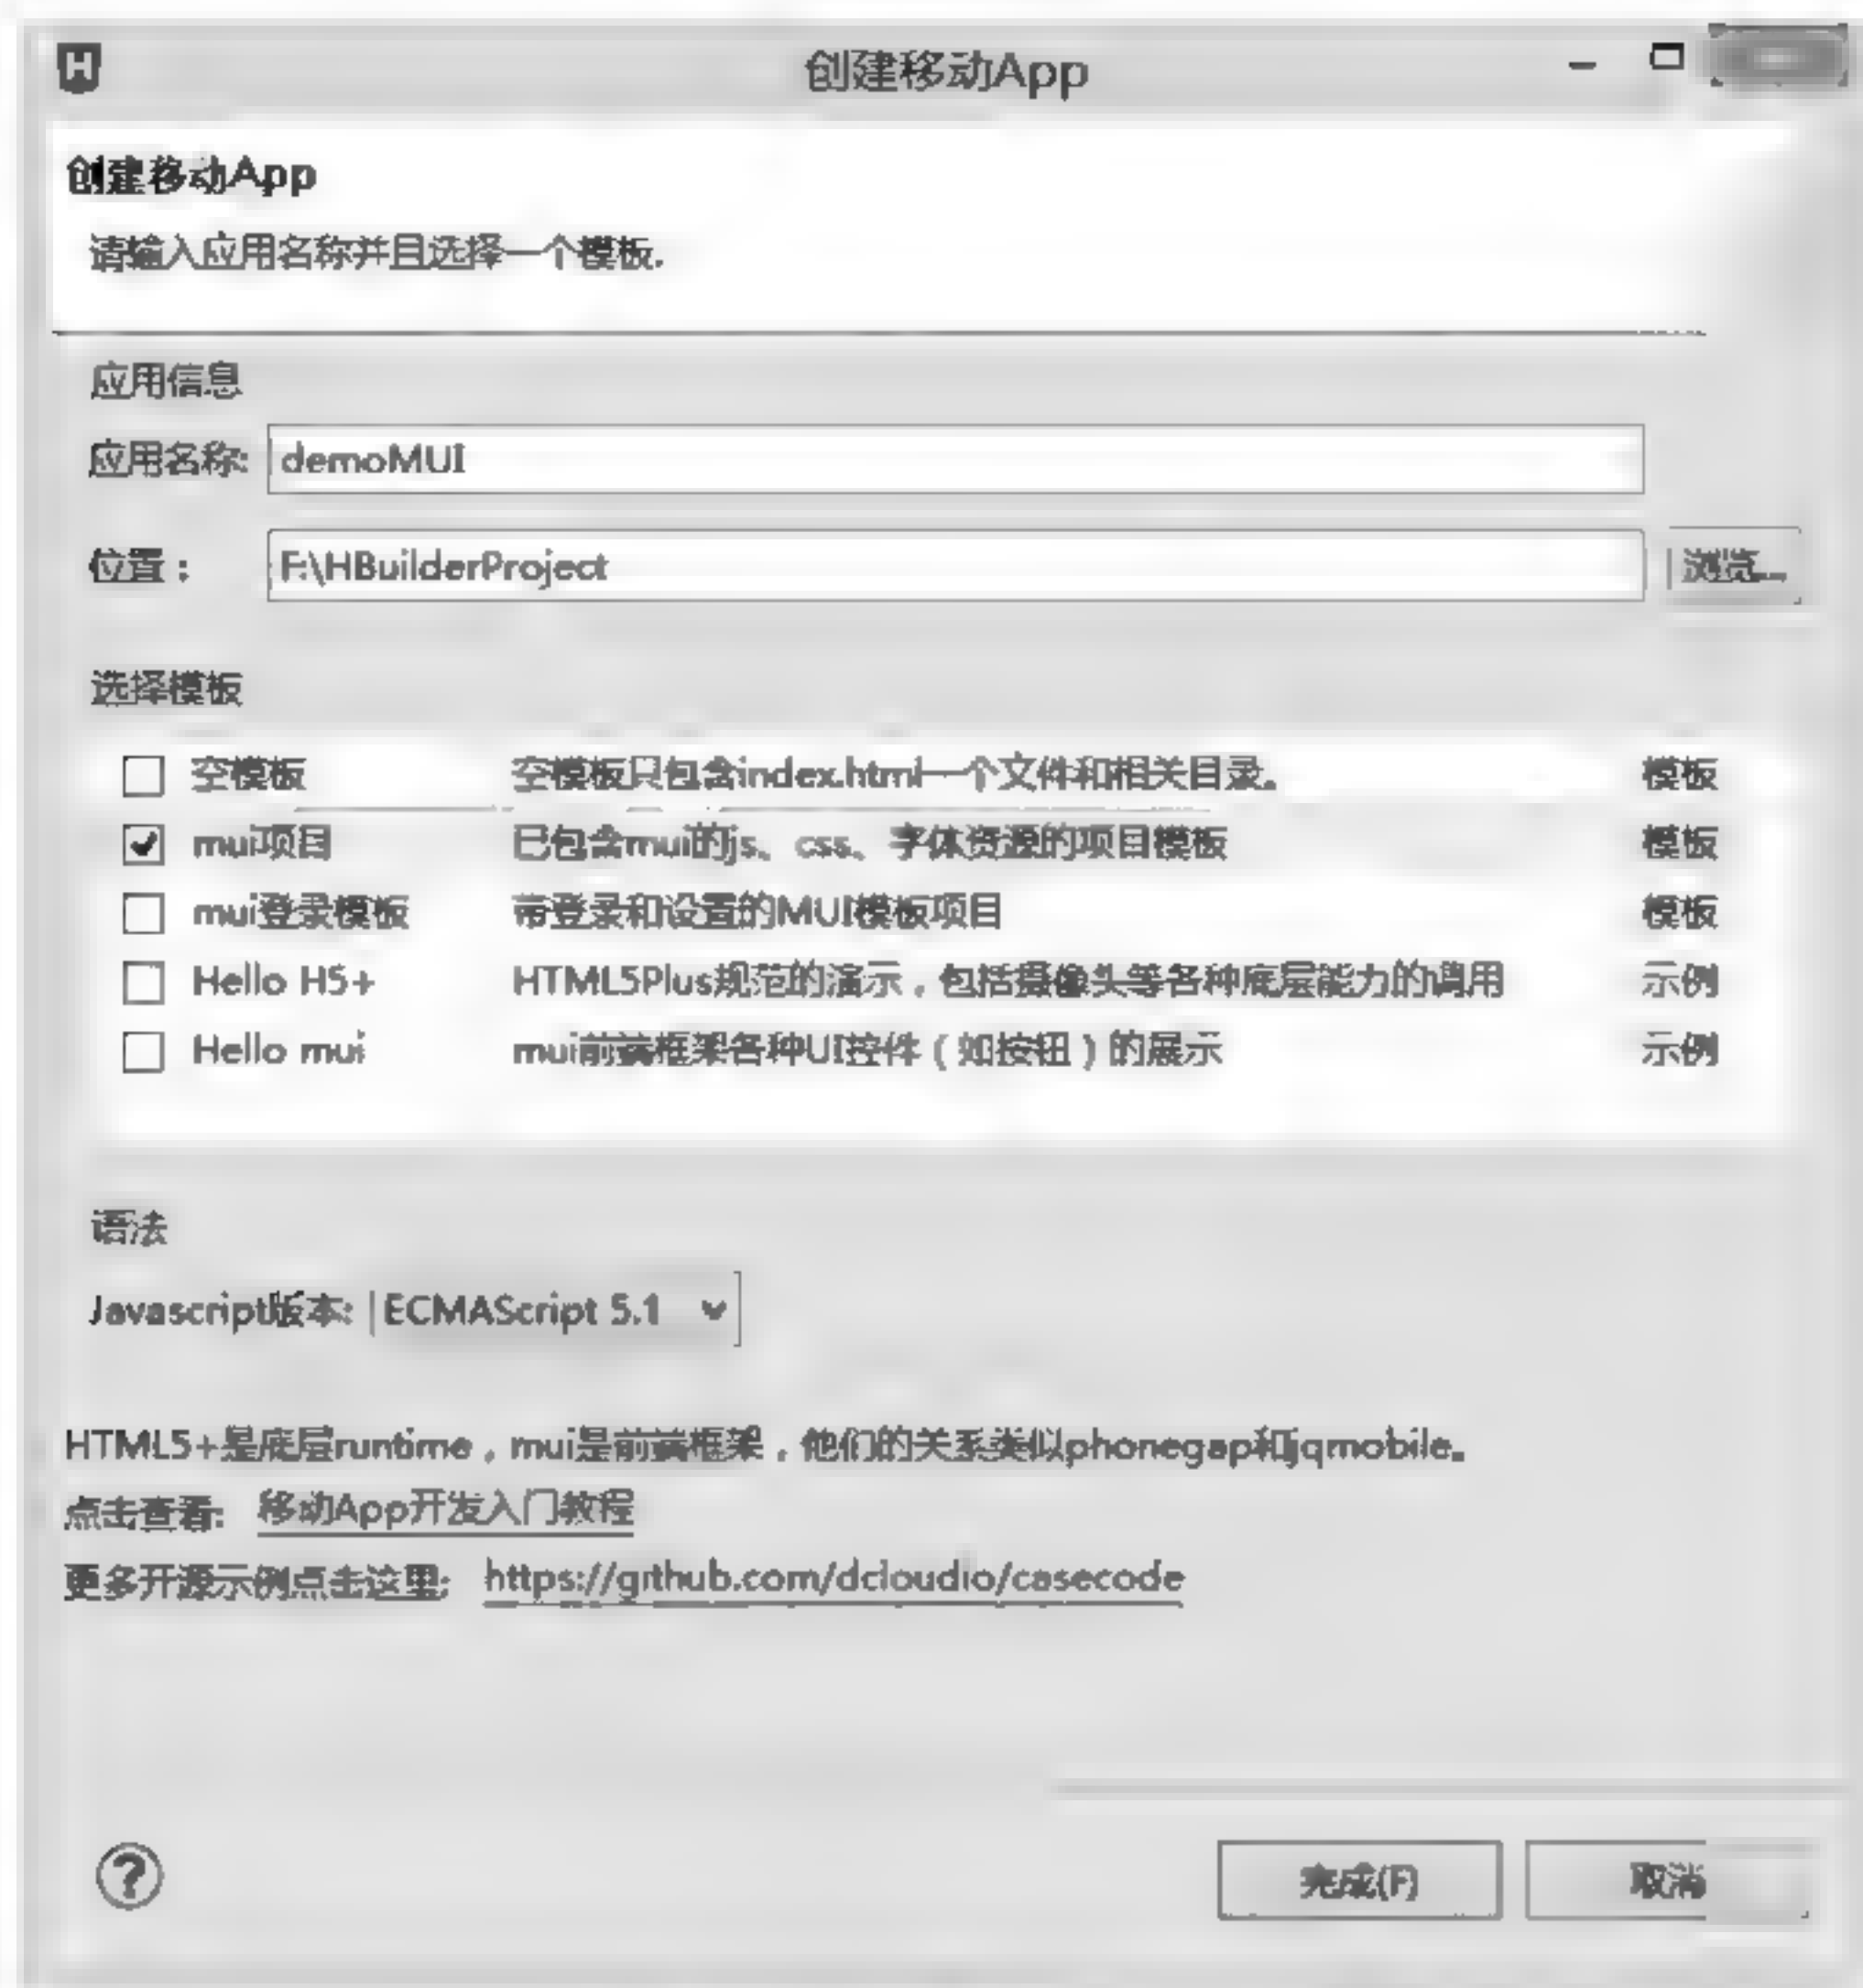 创建移动App
创建移动App
请输入应用名称并且选择一个模板.
应用信息
应用名称: demoMUI
位置： F:\HBuilderProject 浏览...
选择模板
空模板 空模板只包含index.html一个文件和相关目录。 模板
mui项目 已包含mui的js、css、字体资源的项目模板 模板
mui登录模板 带登录和设置的MUI模板项目 模板
Hello H5+ HTML5Plus规范的演示，包括摄像头等各种底层能力的调用 示例
Hello mui mui前端框架各种UI控件（如按钮）的展示 示例
语法
Javascript版本: ECMAScript 5.1
HTML5+是底层runtime，mui是前端框架，他们的关系类似phonegap和jqmobile。
点击查看: 移动App开发入门教程
更多开源示例点击这里: https://github.com/dcloudio/casecode
完成(F) 取消